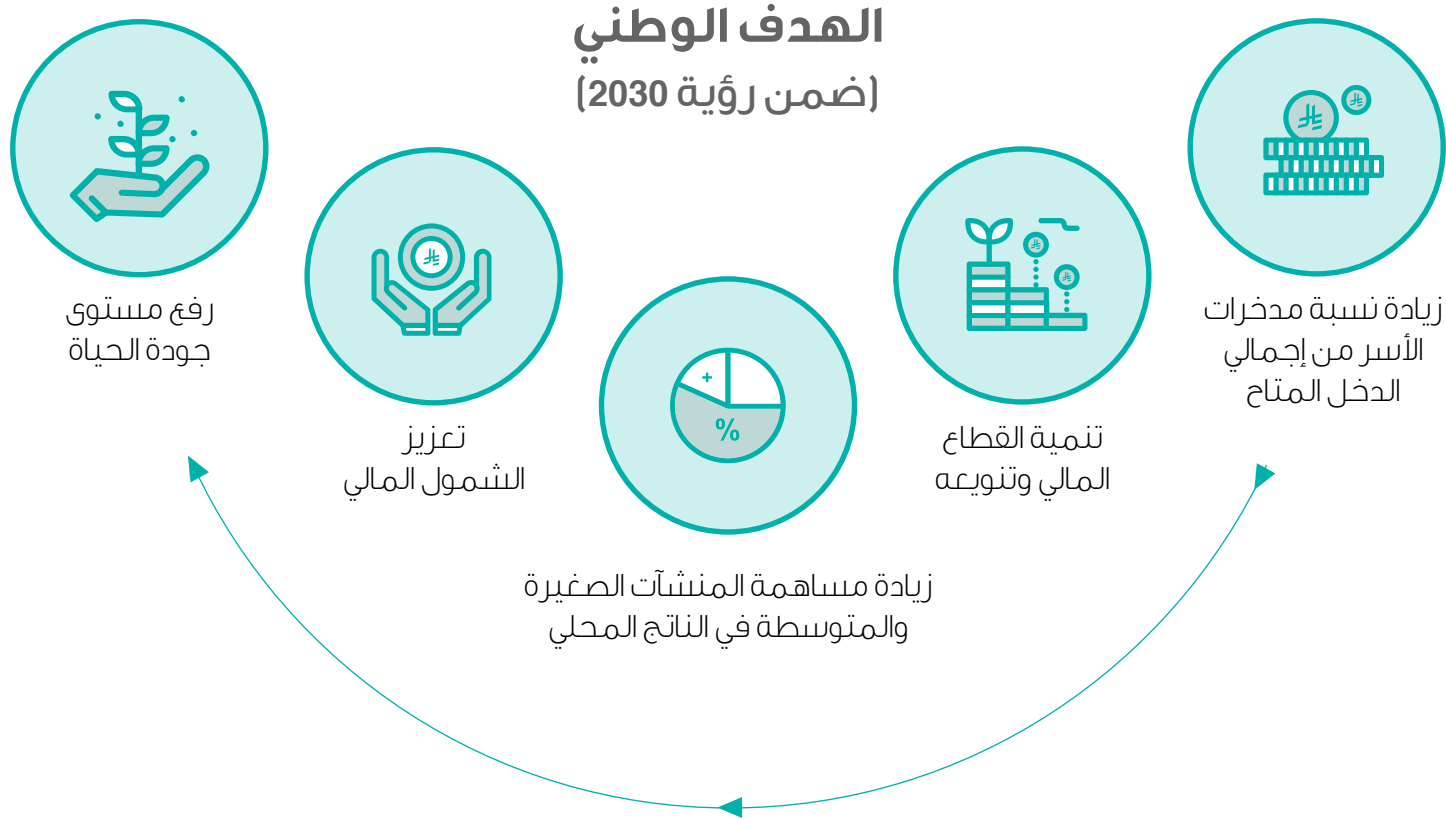 الهدف الوطني
(ضمن رؤية 2030)
زيادة نسبة مدخرات
الأسر من إجمالي
الدخل المتاح
تنمية القطاع
المالي وتنويعه
+
%
زيادة مساهمة المنشآت الصغيرة
والمتوسطة في الناتج المحلي
تعزيز
الشمول المالي
رفع مستوى
جودة الحياة